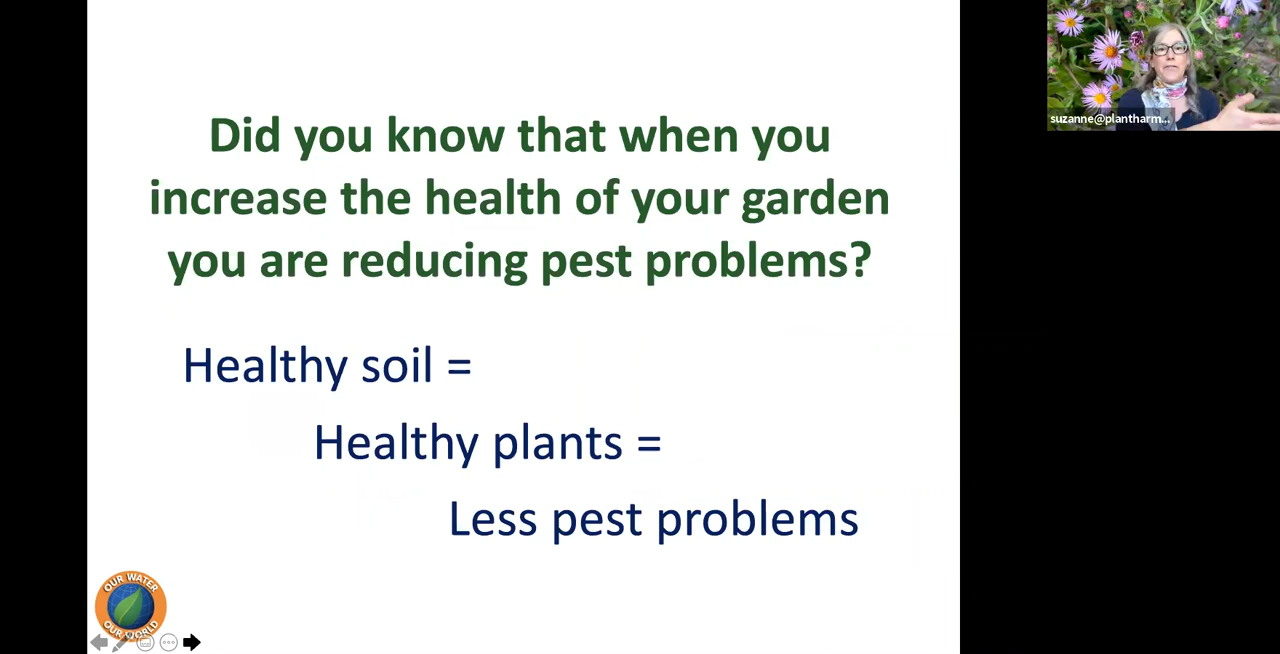 Did you know that when you
increase the health of your garden
you are reducing pest problems?
Healthy soil =
Healthy plants =
Less pest problems
OUR WATER
OUR WORLD
suzanne@plantharm...